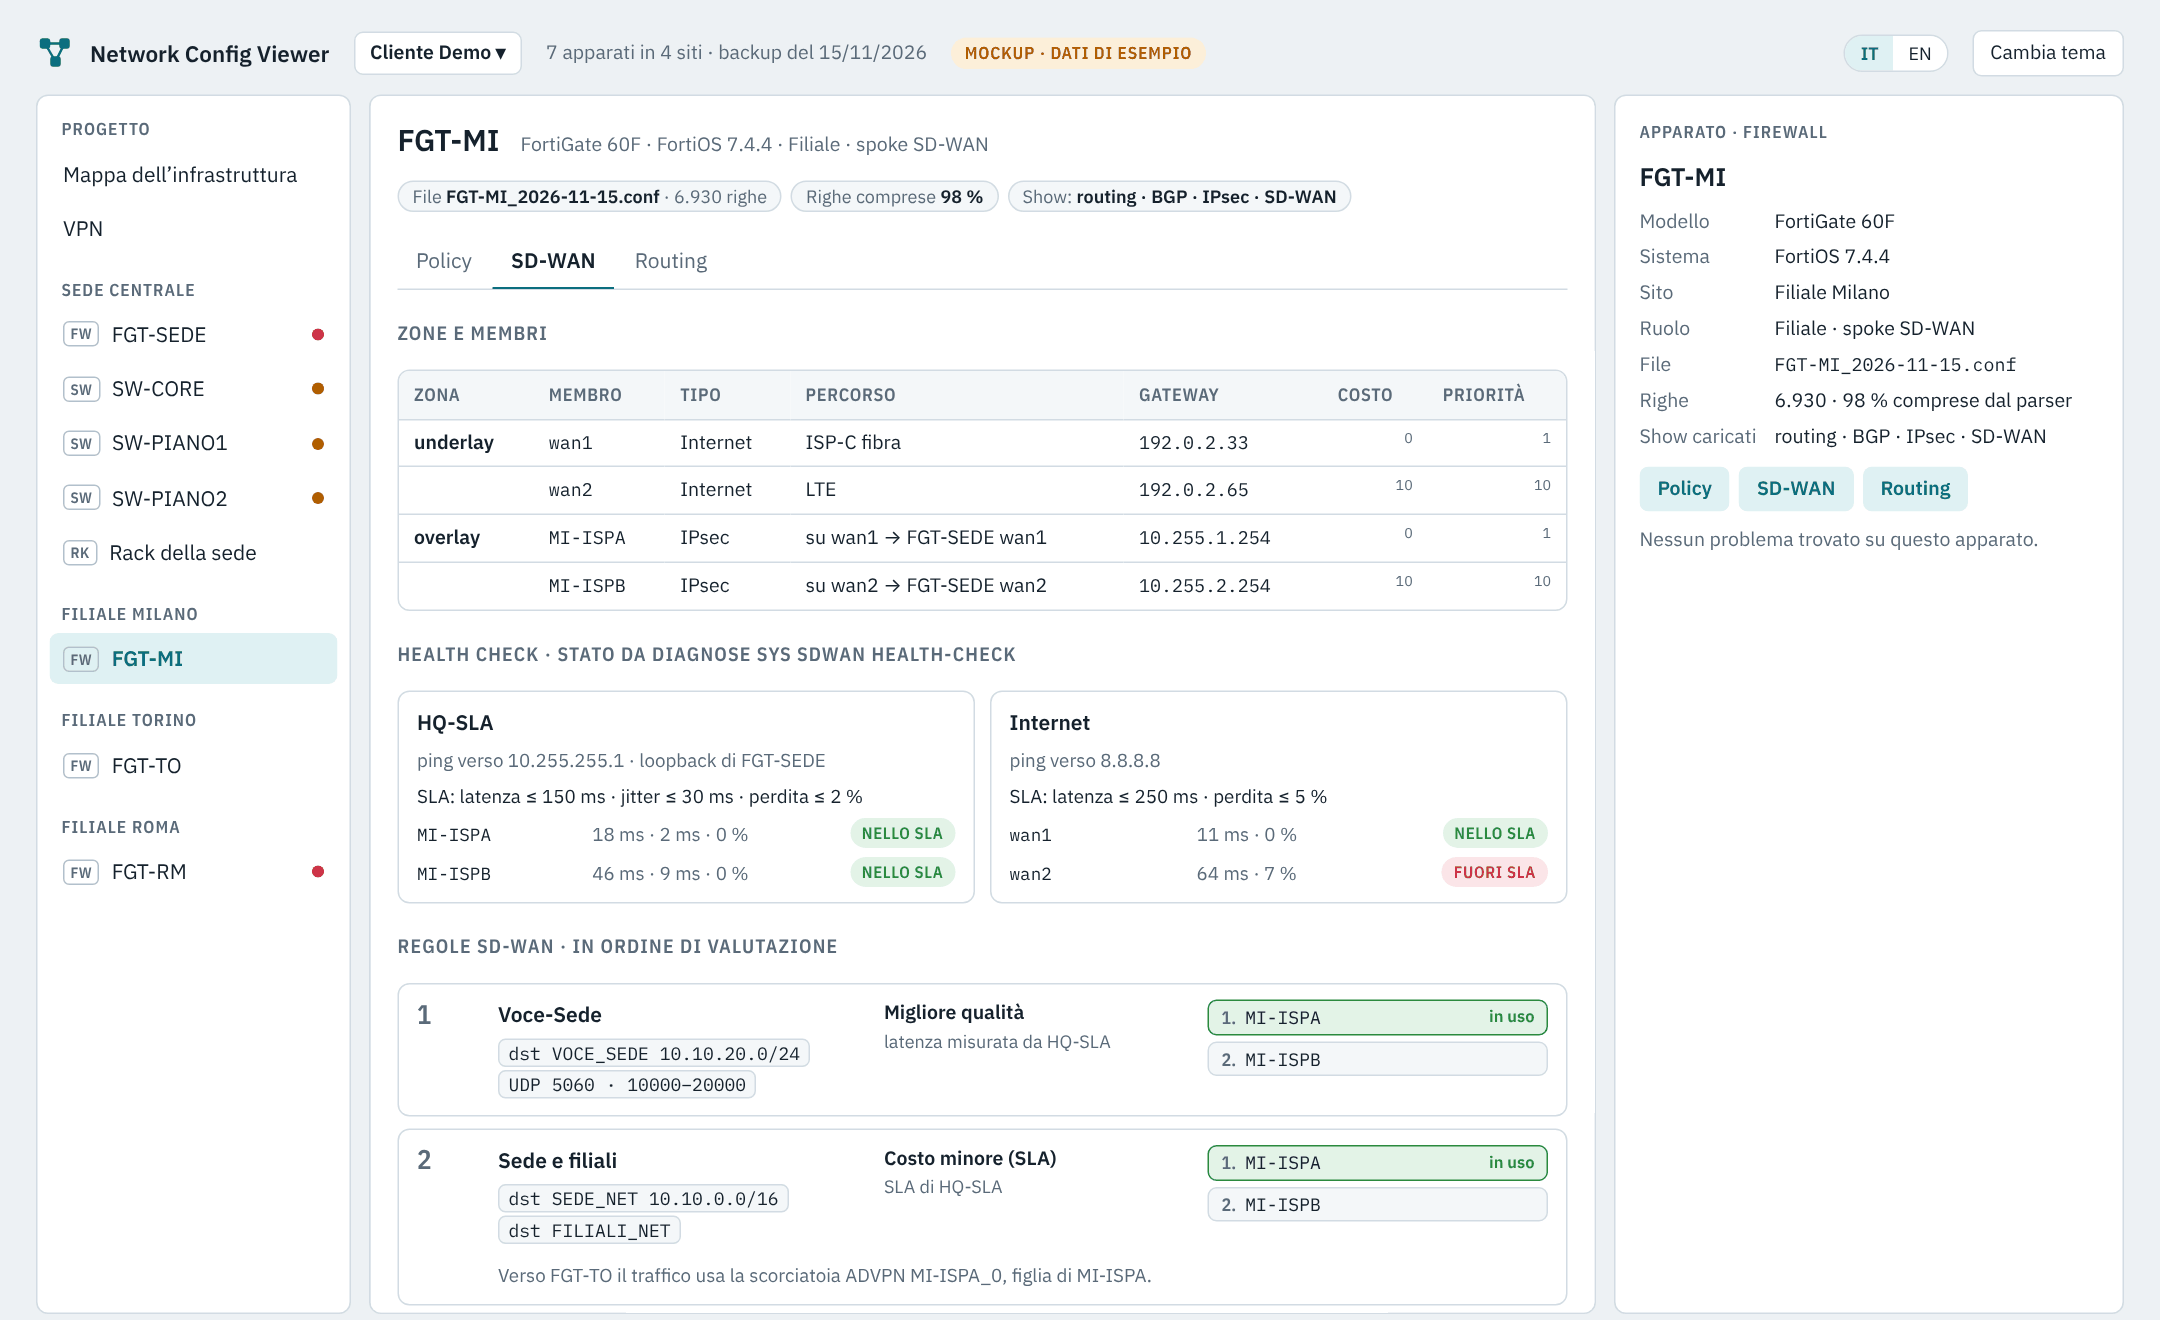 Network Config Viewer
Cliente Demo ▾
7 apparati in 4 siti · backup del 15/11/2026
MOCKUP · DATI DI ESEMPIO
IT EN
Cambia tema
PROGETTO
Mappa dell’infrastruttura
VPN
SEDE CENTRALE
FW FGT-SEDE
SW SW-CORE
SW SW-PIANO1
SW SW-PIANO2
RK Rack della sede
FILIALE MILANO
FW FGT-MI
FILIALE TORINO
FW FGT-TO
FILIALE ROMA
FW FGT-RM
FGT-MI FortiGate 60F · FortiOS 7.4.4 · Filiale · spoke SD-WAN
File FGT-MI_2026-11-15.conf · 6.930 righe
Righe comprese 98 %
Show: routing · BGP · IPsec · SD-WAN
Policy SD-WAN Routing
ZONE E MEMBRI
ZONA MEMBRO TIPO PERCORSO GATEWAY COSTO PRIORITÀ
underlay wan1 Internet ISP-C fibra 192.0.2.33 0 1
wan2 Internet LTE 192.0.2.65 10 10
overlay MI-ISPA IPsec su wan1 → FGT-SEDE wan1 10.255.1.254 0 1
MI-ISPB IPsec su wan2 → FGT-SEDE wan2 10.255.2.254 10 10
HEALTH CHECK · STATO DA DIAGNOSE SYS SDWAN HEALTH-CHECK
HQ-SLA
ping verso 10.255.255.1 · loopback di FGT-SEDE
SLA: latenza ≤ 150 ms · jitter ≤ 30 ms · perdita ≤ 2 %
MI-ISPA 18 ms · 2 ms · 0 % NELLO SLA
MI-ISPB 46 ms · 9 ms · 0 % NELLO SLA
Internet
ping verso 8.8.8.8
SLA: latenza ≤ 250 ms · perdita ≤ 5 %
wan1 11 ms · 0 % NELLO SLA
wan2 64 ms · 7 % FUORI SLA
REGOLE SD-WAN · IN ORDINE DI VALUTAZIONE
1 Voce-Sede
dst VOCE_SEDE 10.10.20.0/24
UDP 5060 · 10000–20000
Migliore qualità
latenza misurata da HQ-SLA
1. MI-ISPA in uso
2. MI-ISPB
2 Sede e filiali
dst SEDE_NET 10.10.0.0/16
dst FILIALI_NET
Costo minore (SLA)
SLA di HQ-SLA
1. MI-ISPA in uso
2. MI-ISPB
Verso FGT-TO il traffico usa la scorciatoia ADVPN MI-ISPA_0, figlia di MI-ISPA.
APPARATO · FIREWALL
FGT-MI
Modello FortiGate 60F
Sistema FortiOS 7.4.4
Sito Filiale Milano
Ruolo Filiale · spoke SD-WAN
File FGT-MI_2026-11-15.conf
Righe 6.930 · 98 % comprese dal parser
Show caricati routing · BGP · IPsec · SD-WAN
Policy SD-WAN Routing
Nessun problema trovato su questo apparato.